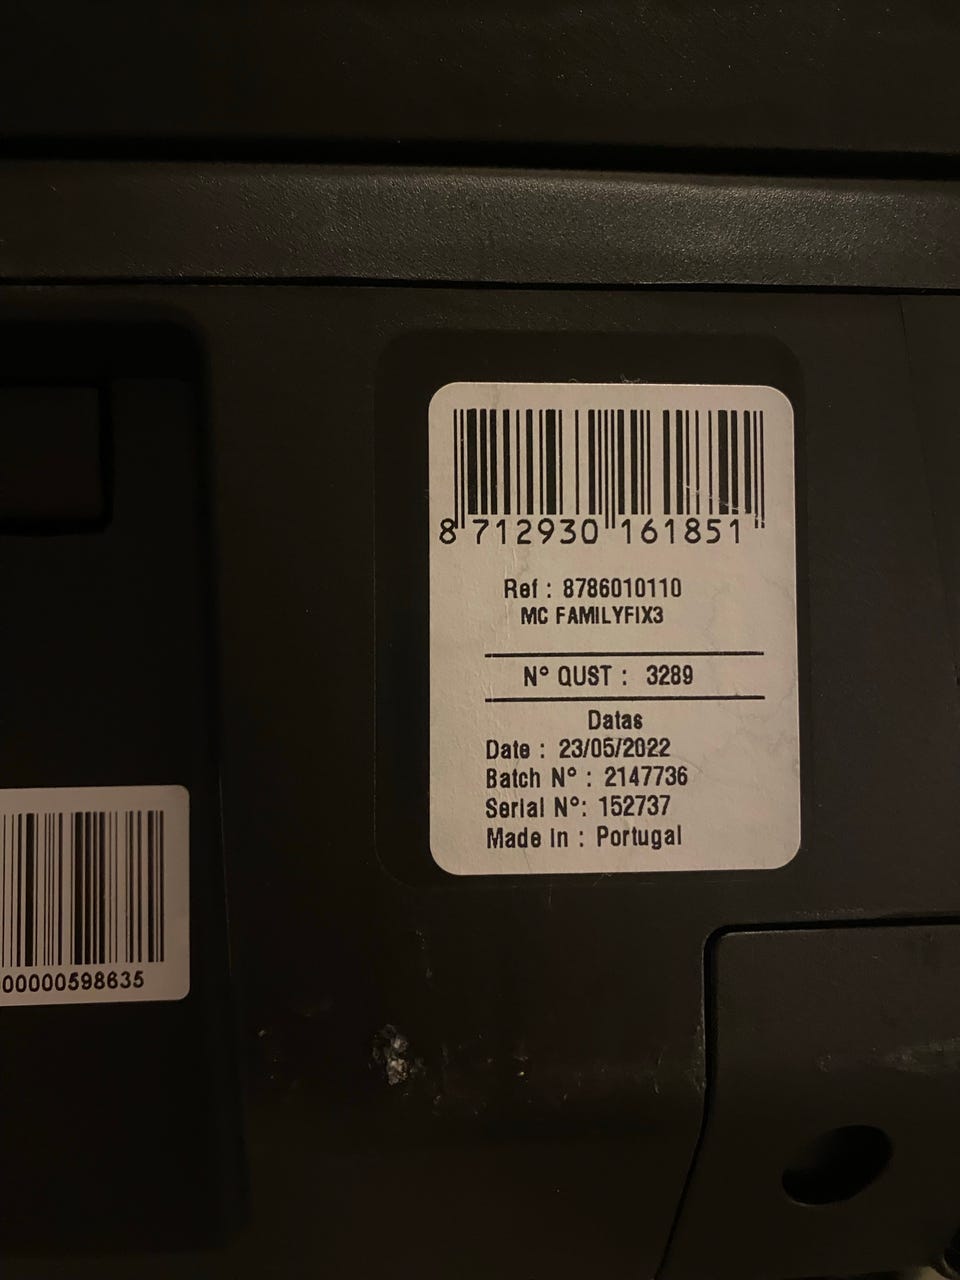 8 712930 161851
Ref : 8786010110
MC FAMILYFIX3
N° QUST : 3289
Datas
Date : 23/05/2022
Batch N° : 2147736
Serial N°: 152737
Made in : Portugal
00000598635